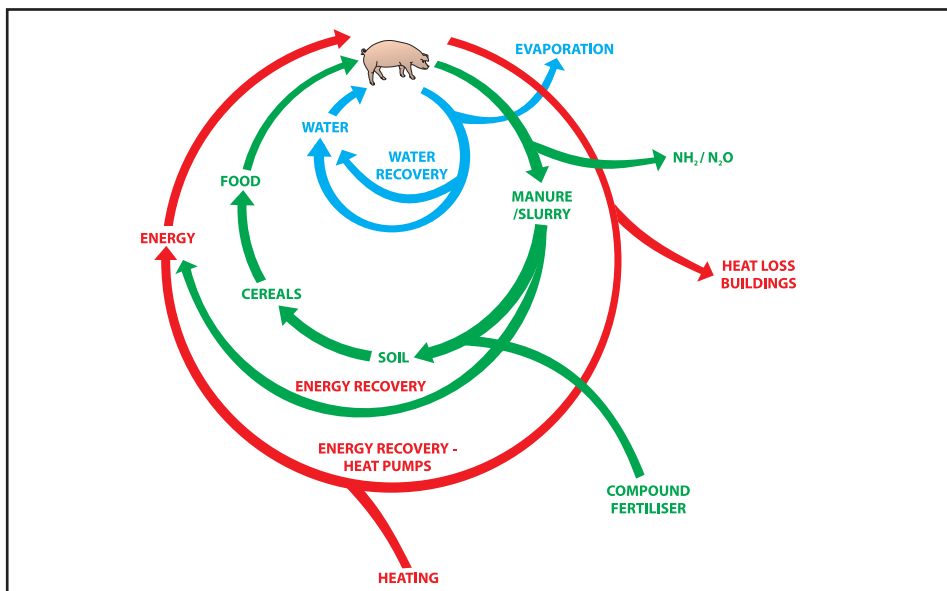 EVAPORATION
WATER
NH₂ / N₂O
WATER
RECOVERY
FOOD
MANURE
/SLURRY
ENERGY
HEAT LOSS
BUILDINGS
CEREALS
SOIL
ENERGY RECOVERY
ENERGY RECOVERY -
HEAT PUMPS
COMPOUND
FERTILISER
HEATING